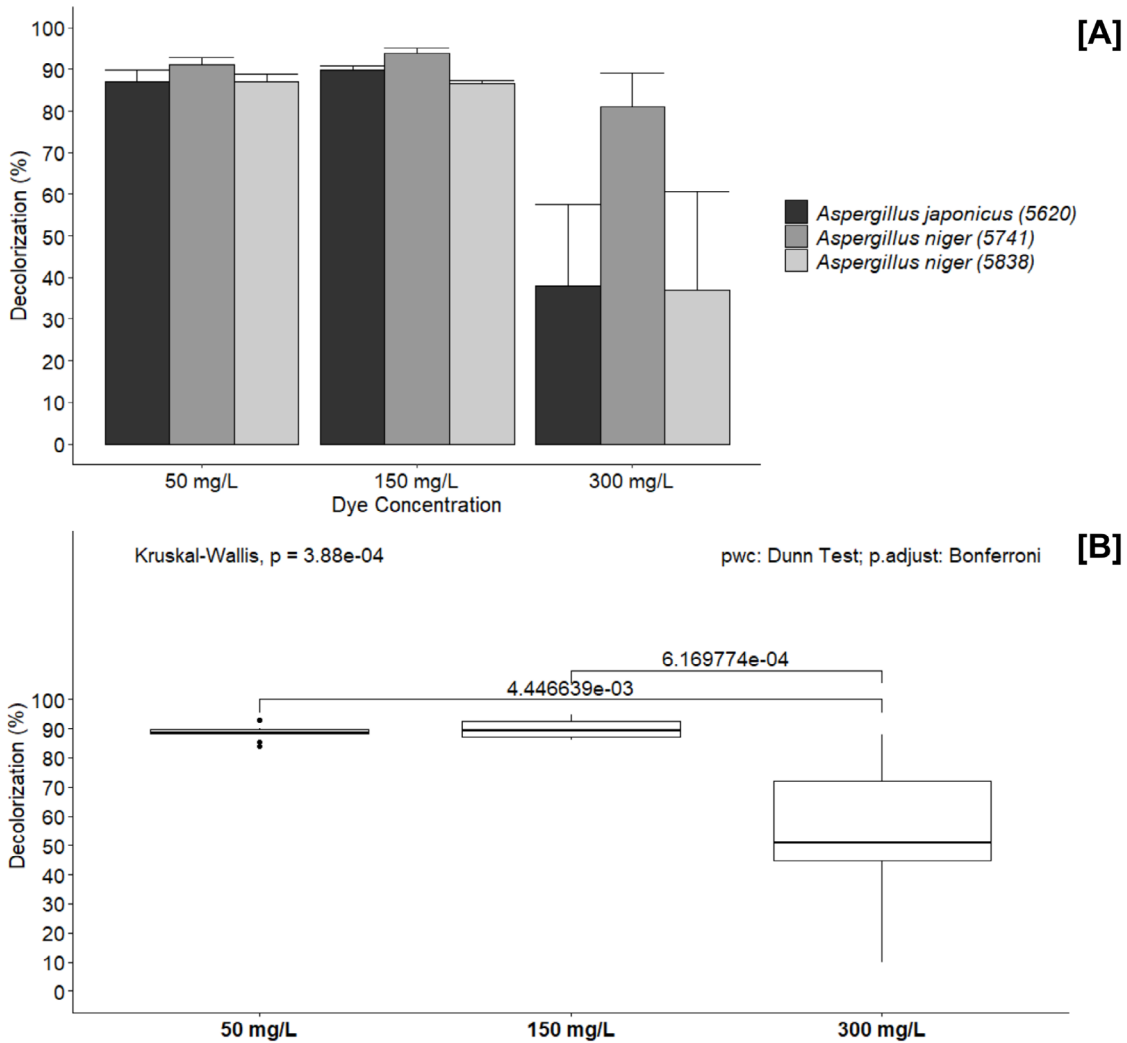 [A]
100
90
80
70
60
50
40
30
20
10
0
Decolorization (%)
50 mg/L 150 mg/L 300 mg/L
Dye Concentration
Aspergillus japonicus (5620)
Aspergillus niger (5741)
Aspergillus niger (5838)
[B]
Kruskal-Wallis, p = 3.88e-04 pwc: Dunn Test; p.adjust: Bonferroni
6.169774e-04
4.446639e-03
100
90
80
70
60
50
40
30
20
10
0
Decolorization (%)
50 mg/L 150 mg/L 300 mg/L